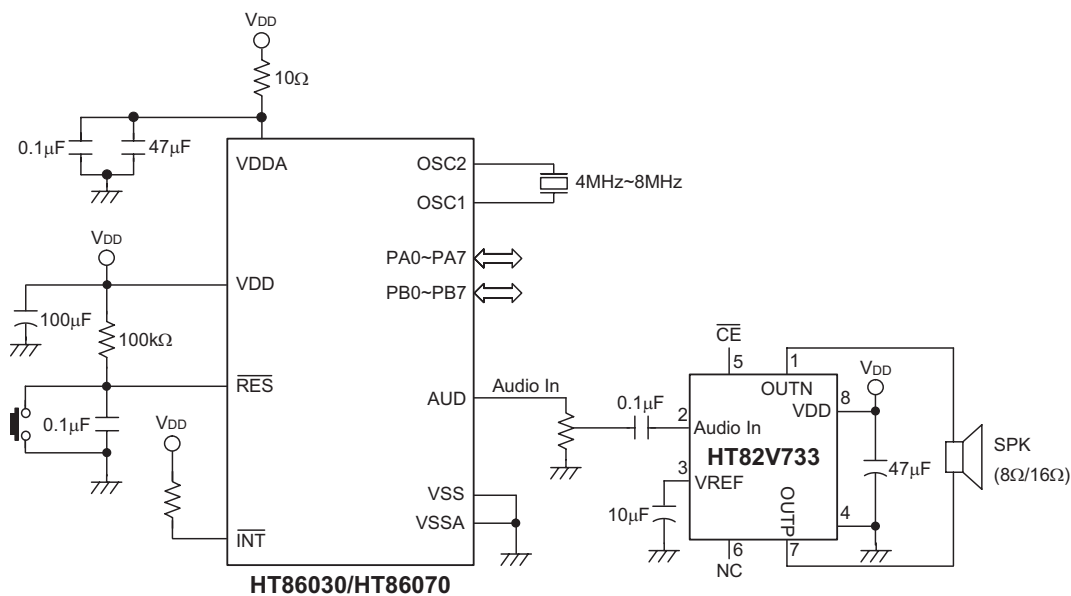 VDD
10Ω
0.1µF
47µF
VDDA
OSC2
OSC1
4MHz~8MHz
PA0~PA7
PB0~PB7
VDD
VDD
100µF
100kΩ
RES
0.1µF
VDD
INT
AUD
Audio In
VSS
VSSA
HT86030/HT86070
0.1µF
CE
5
1
OUTN
VDD
8
VDD
2
Audio In
HT82V733
3
VREF
10µF
OUTP
4
47µF
6
NC
7
SPK
(8Ω/16Ω)